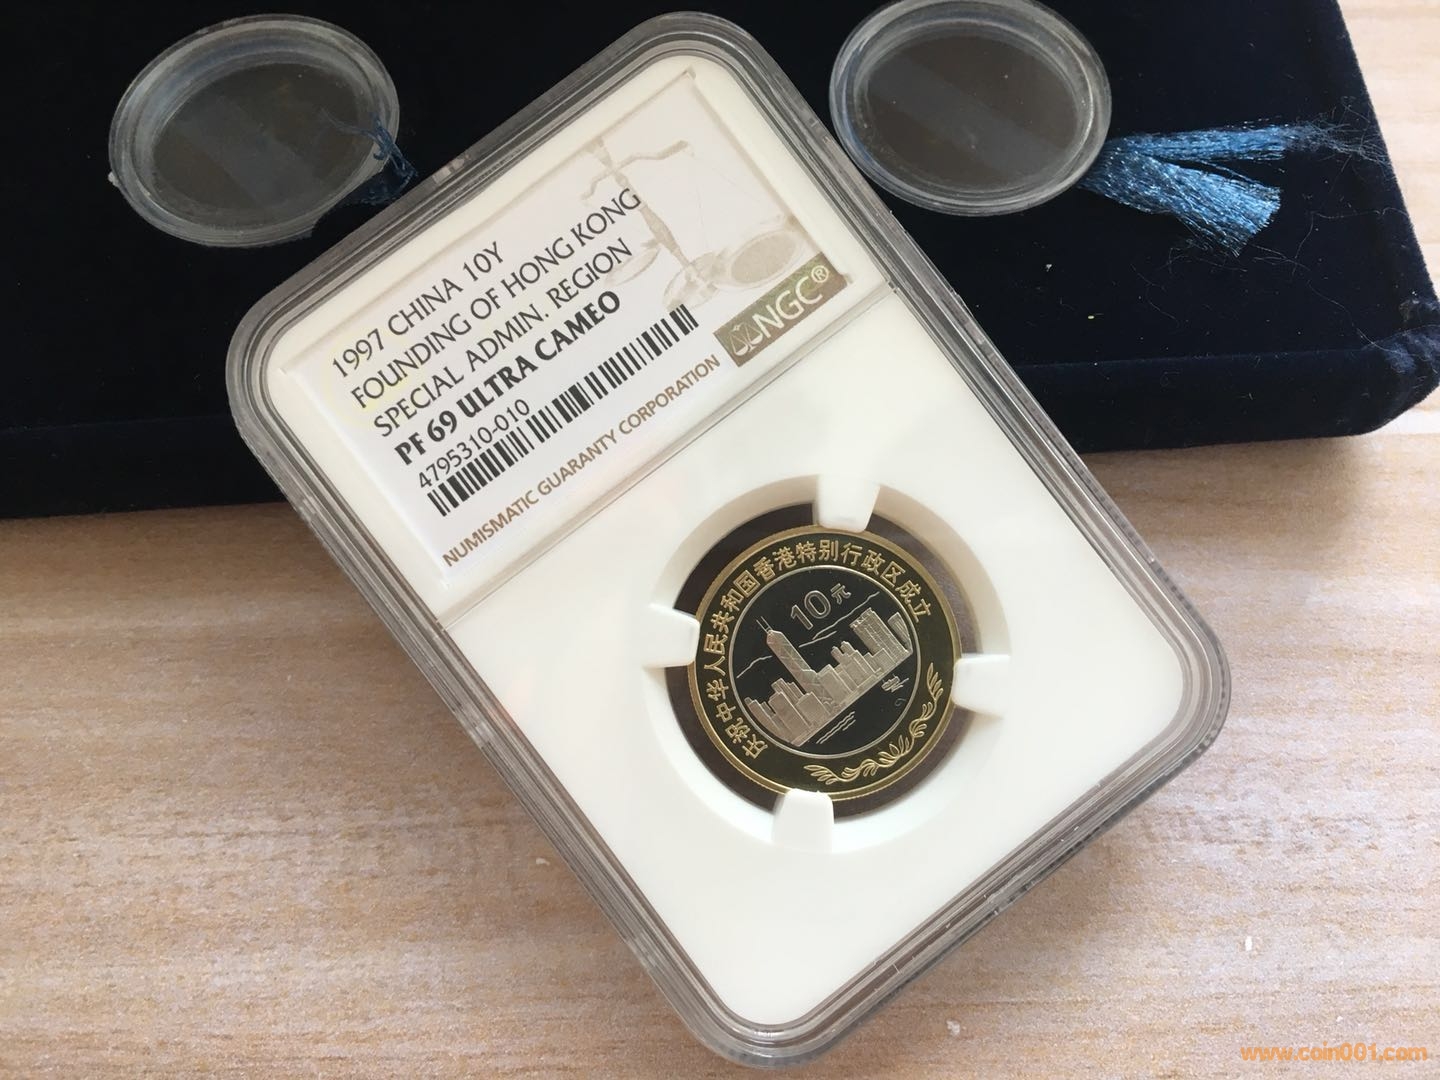 1997 CHINA 10Y
FOUNDING OF HONG KONG
SPECIAL ADMIN. REGION
PF 69 ULTRA CAMEO
4795310-010
NUMISMATIC GUARANTY CORPORATION
NGC®
庆祝中华人民共和国香港特别行政区成立
10元
www.coin001.com